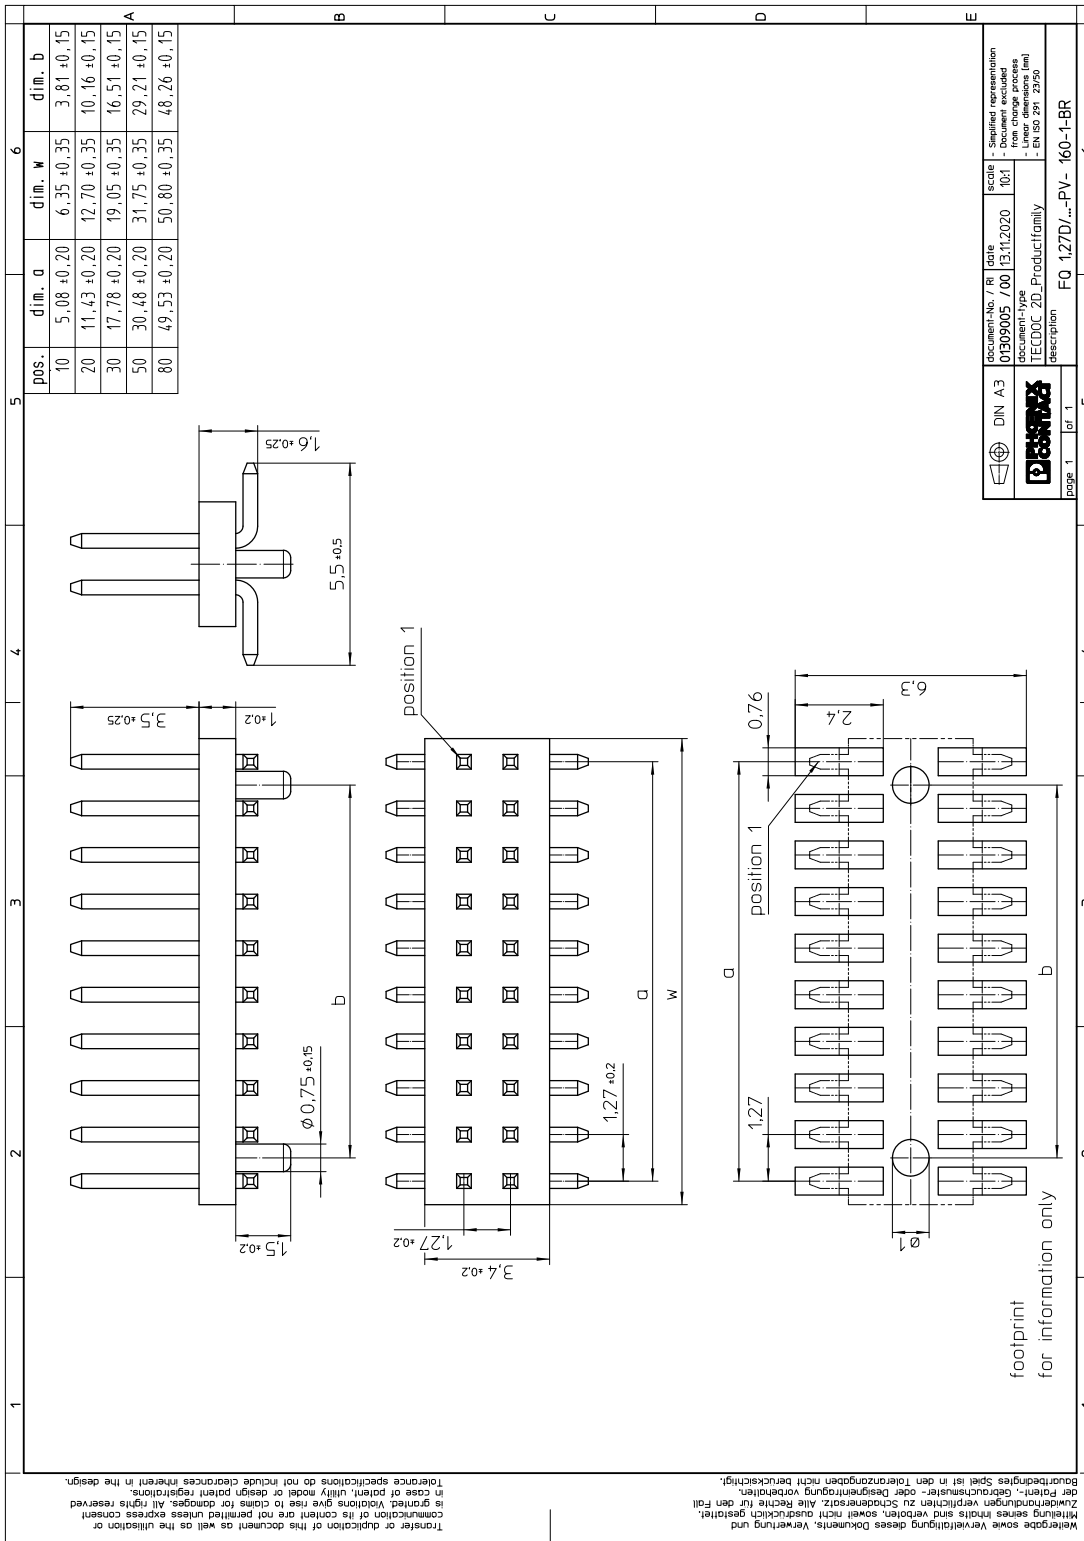 pos. dim. a dim. w dim. b
10 5,08 ±0,20 6,35 ±0,35 3,81 ±0,15
20 11,43 ±0,20 12,70 ±0,35 10,16 ±0,15
30 17,78 ±0,20 19,05 ±0,35 16,51 ±0,15
50 30,48 ±0,20 31,75 ±0,35 29,21 ±0,15
80 49,53 ±0,20 50,80 ±0,35 48,26 ±0,15
1 2 3 4 5 6
A B C D E
3,5 ±0,25
1 ±0,2
b
Ø 0,75 ±0,15
1,5 ±0,2
1,6 ±0,25
5,5 ±0,5
position 1
a
w
1,27 ±0,2
1,27 ±0,2
3,4 ±0,2
position 1
0,76
2,4
6,3
a
1,27
b
Ø1
footprint
for information only
DIN A3
PHOENIX
CONTACT
page 1 of 1
document-No. / RI
01309005 / 00
date
13.11.2020
scale
10:1
- Simplified representation
- Document excluded
from change process
- Linear dimensions [mm]
- EN ISO 291 23/50
document-type
TECDOC 2D_Productfamily
description
FQ 1,27D/...-PV- 160-1-BR
Weitergabe sowie Vervielfältigung dieses Dokuments, Verwertung und
Mitteilung seines Inhalts sind verboten, soweit nicht ausdrücklich gestattet.
Zuwiderhandlungen verpflichten zu Schadenersatz. Alle Rechte für den Fall
der Patent-, Gebrauchsmuster- oder Designeintragung vorbehalten.
Bauartbedingtes Spiel ist in den Toleranzangaben nicht berücksichtigt.
Transfer or duplication of this document as well as the utilisation or
communication of its content are not permitted unless express consent
is granted. Violations give rise to claims for damages. All rights reserved
in case of patent, utility model or design patent registrations.
Tolerance specifications do not include clearances inherent in the design.